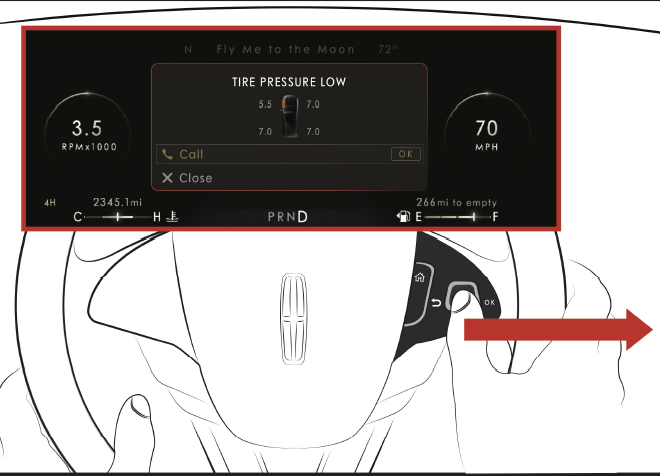 N Fly Me to the Moon 72°
TIRE PRESSURE LOW
5.5 7.0
7.0 7.0
3.5
RPMx1000
70
MPH
Call OK
Close
4H 2345.1mi 266mi to empty
C H PRND E F
OK